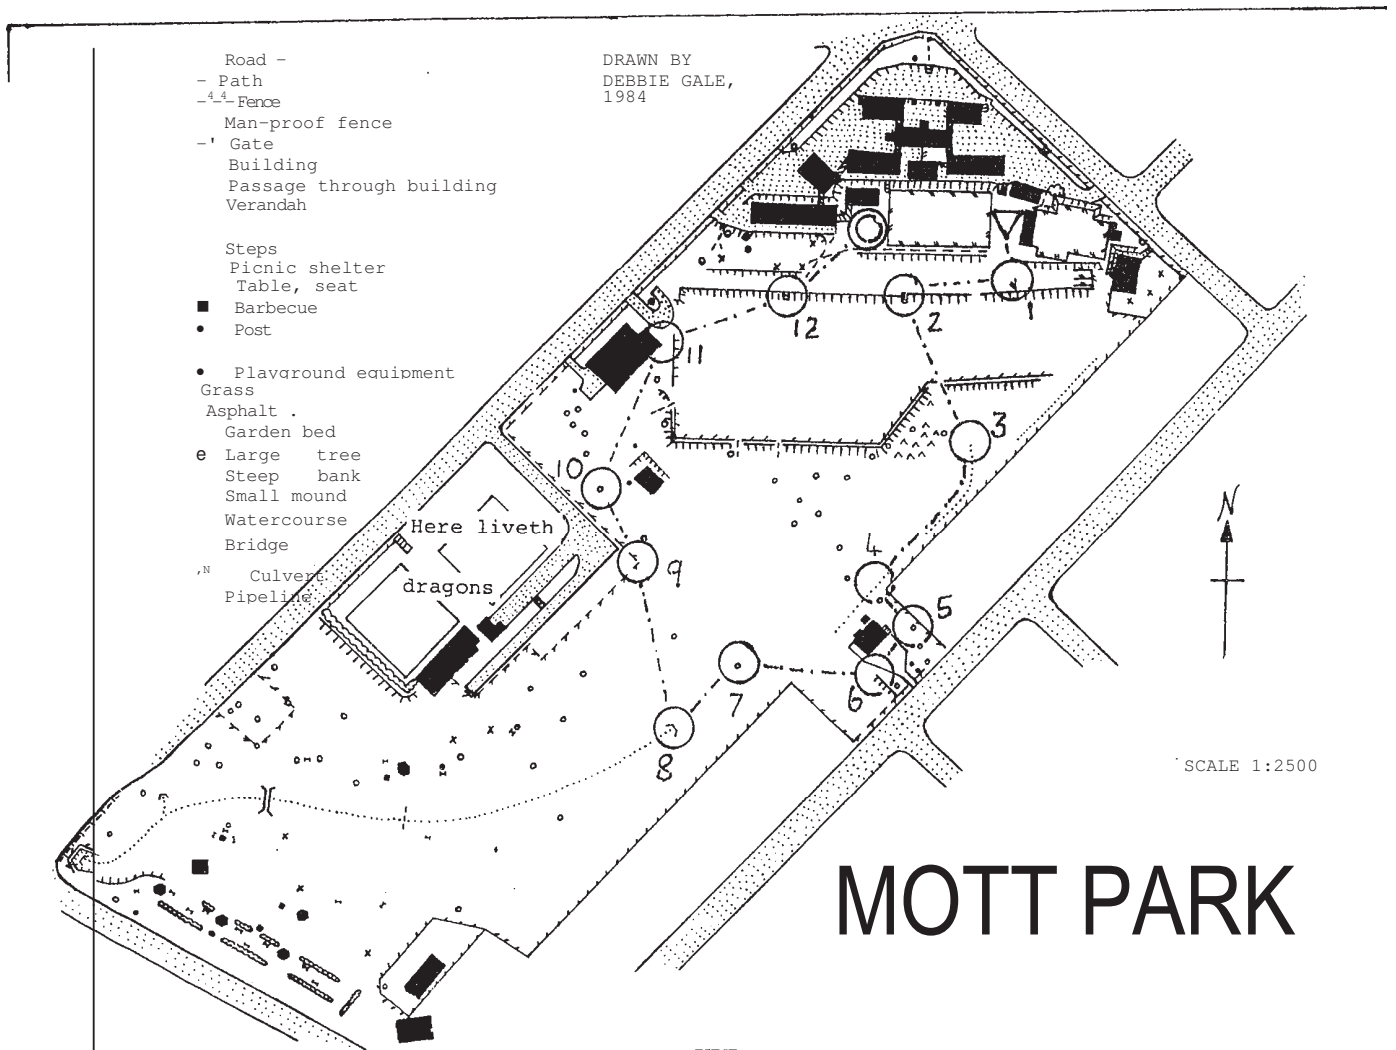 Road -
- Path
-4-4-Fence
Man-proof fence
-' Gate
Building
Passage through building
Verandah
Steps
Picnic shelter
Table, seat
■ Barbecue
• Post
• Playground equipment
Grass
Asphalt .
Garden bed
e Large tree
Steep bank
Small mound
Watercourse
Bridge
,N Culvert
Pipeline
DRAWN BY
DEBBIE GALE,
1984
1
2
3
4
5
6
7
8
9
10
11
12
Here liveth
dragons
N
SCALE 1:2500
MOTT PARK